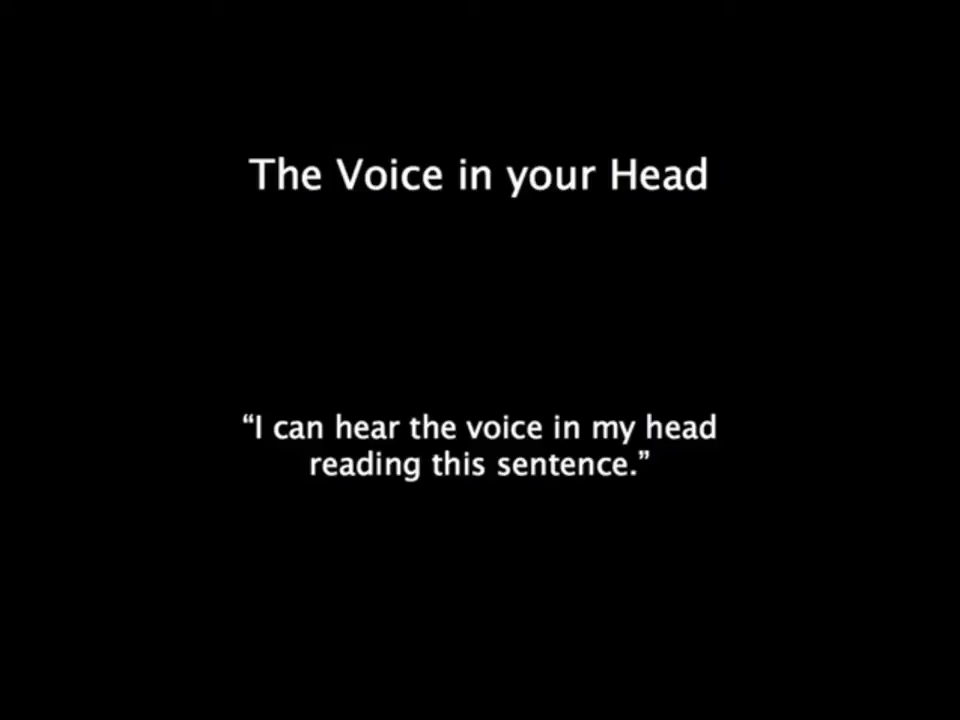 The Voice in your Head
“I can hear the voice in my head
reading this sentence.”